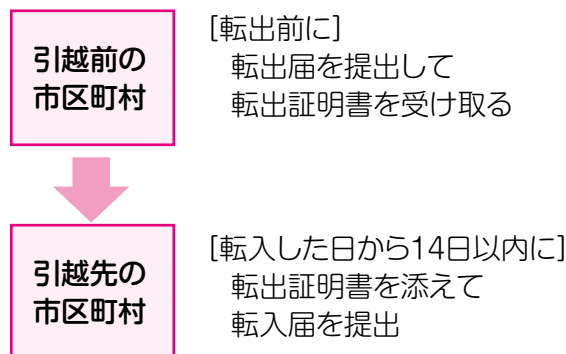 引越前の
市区町村
[転出前に]
転出届を提出して
転出証明書を受け取る
引越先の
市区町村
[転入した日から14日以内に]
転出証明書を添えて
転入届を提出